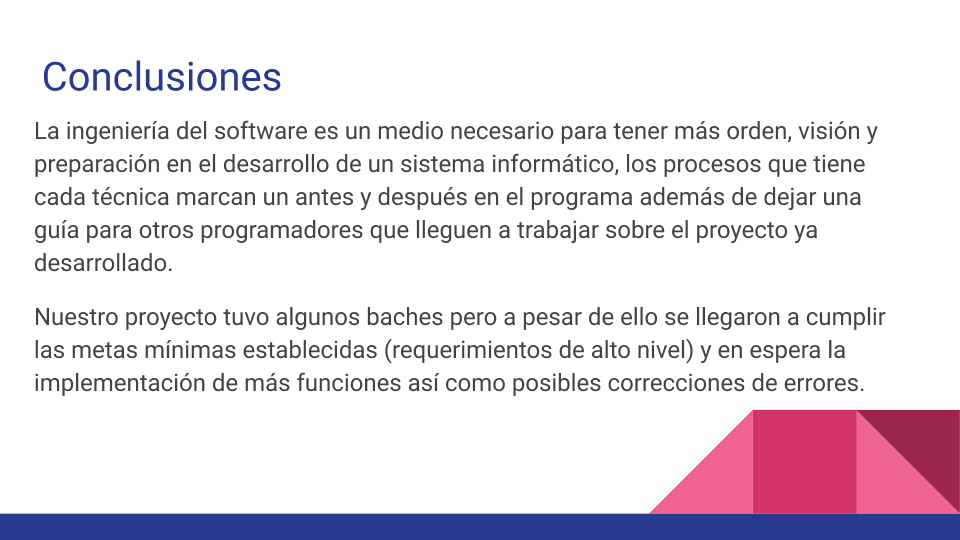 Conclusiones
La ingeniería del software es un medio necesario para tener más orden, visión y
preparación en el desarrollo de un sistema informático, los procesos que tiene
cada técnica marcan un antes y después en el programa además de dejar una
guía para otros programadores que lleguen a trabajar sobre el proyecto ya
desarrollado.
Nuestro proyecto tuvo algunos baches pero a pesar de ello se llegaron a cumplir
las metas mínimas establecidas (requerimientos de alto nivel) y en espera la
implementación de más funciones así como posibles correcciones de errores.